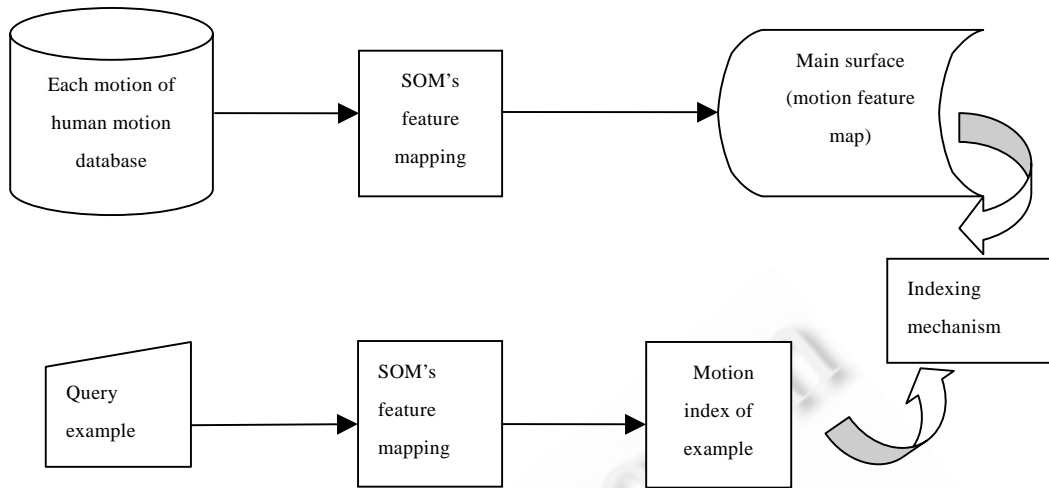 Each motion of
human motion
database
SOM's
feature
mapping
Main surface
(motion feature
map)
Indexing
mechanism
Query
example
SOM's
feature
mapping
Motion
index of
example